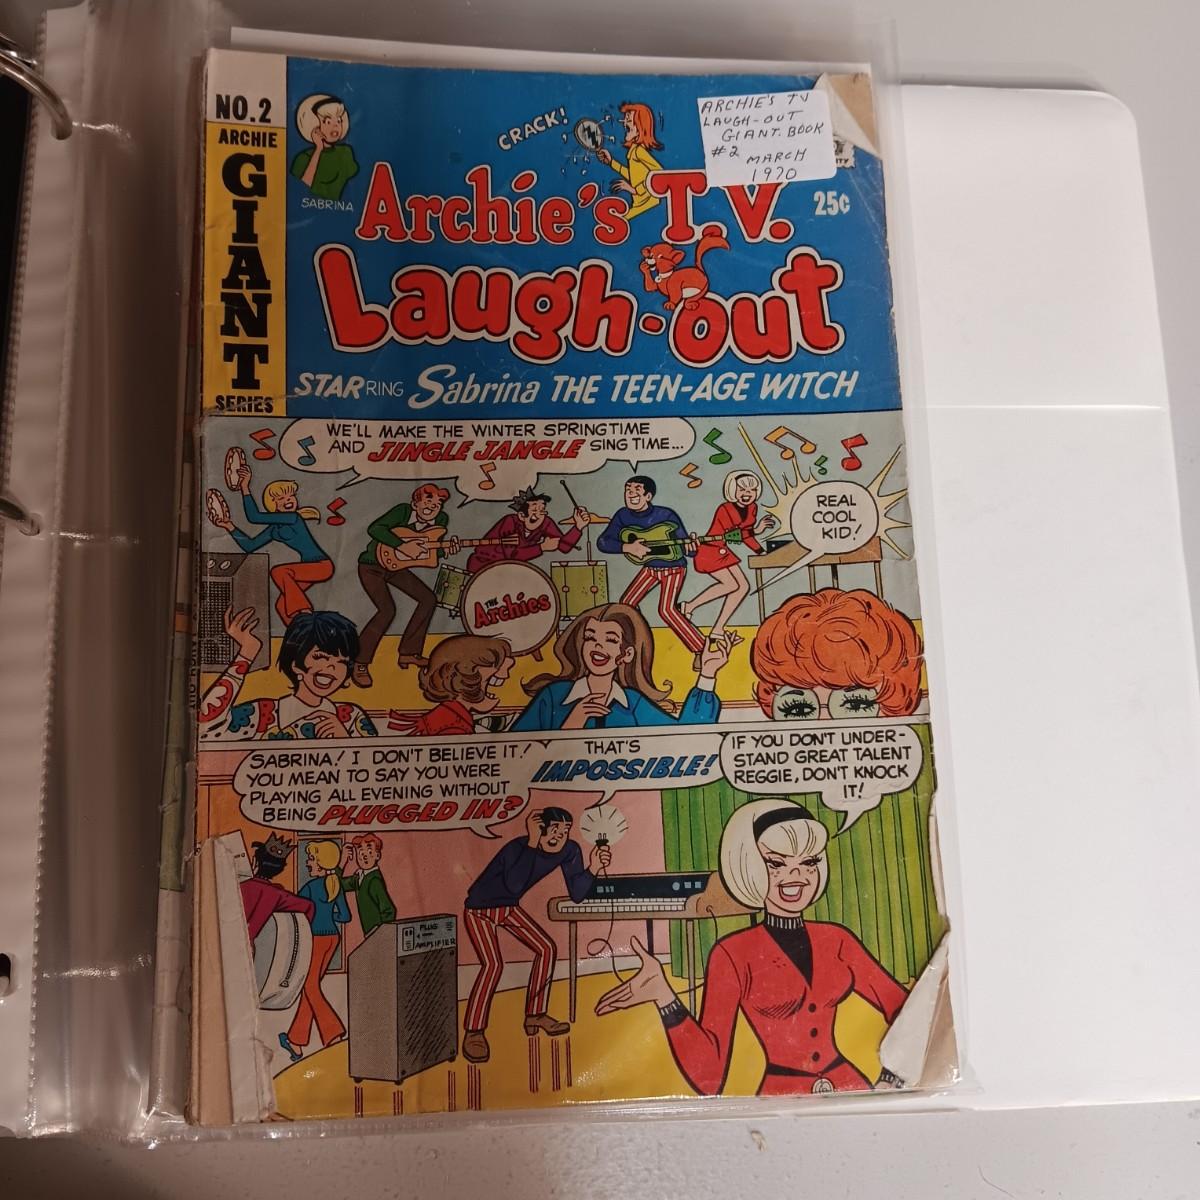 NO.2
ARCHIE
GIANT
SERIES
SABRINA
CRACK!
ARCHIE'S TV
LAUGH-OUT
GIANT. BOOK
#2 MARCH
1970
25¢
Archie's T.V.
Laugh-out
STARRING Sabrina THE TEEN-AGE WITCH
WE'LL MAKE THE WINTER SPRINGTIME
AND JINGLE JANGLE SING TIME...
REAL
COOL
KID!
THE
Archies
SABRINA! I DON'T BELIEVE IT!
YOU MEAN TO SAY YOU WERE
PLAYING ALL EVENING WITHOUT
BEING PLUGGED IN?
THAT'S
IMPOSSIBLE!
IF YOU DON'T UNDER-
STAND GREAT TALENT
REGGIE, DON'T KNOCK
IT!
PLUG
AMPLIFIER